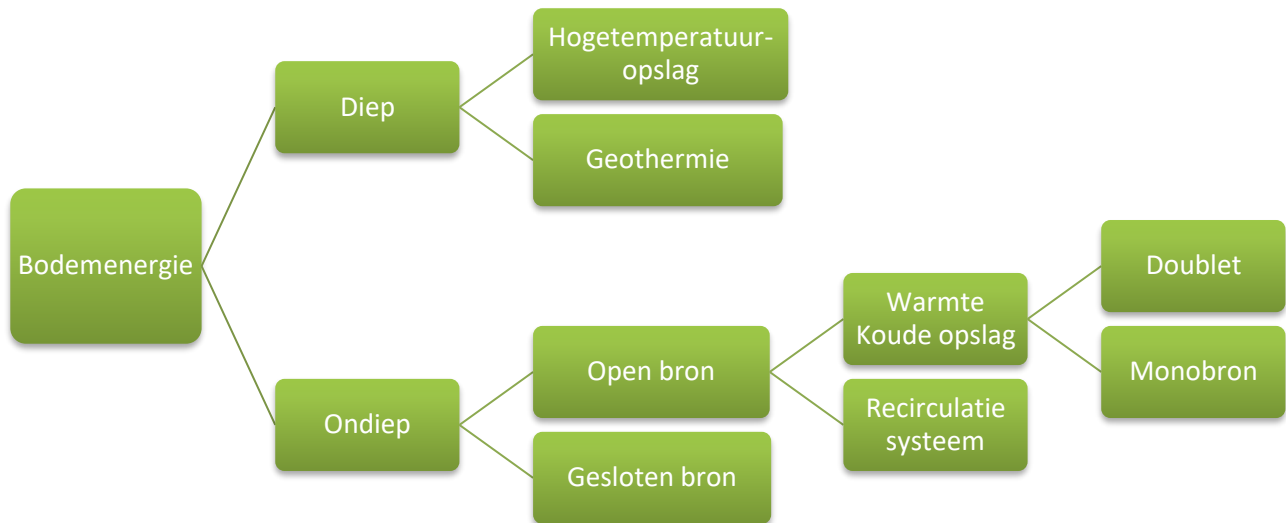 Bodemenergie
Diep
Hogetemperatuur-
opslag
Geothermie
Ondiep
Open bron
Warmte
Koude opslag
Doublet
Monobron
Recirculatie
systeem
Gesloten bron